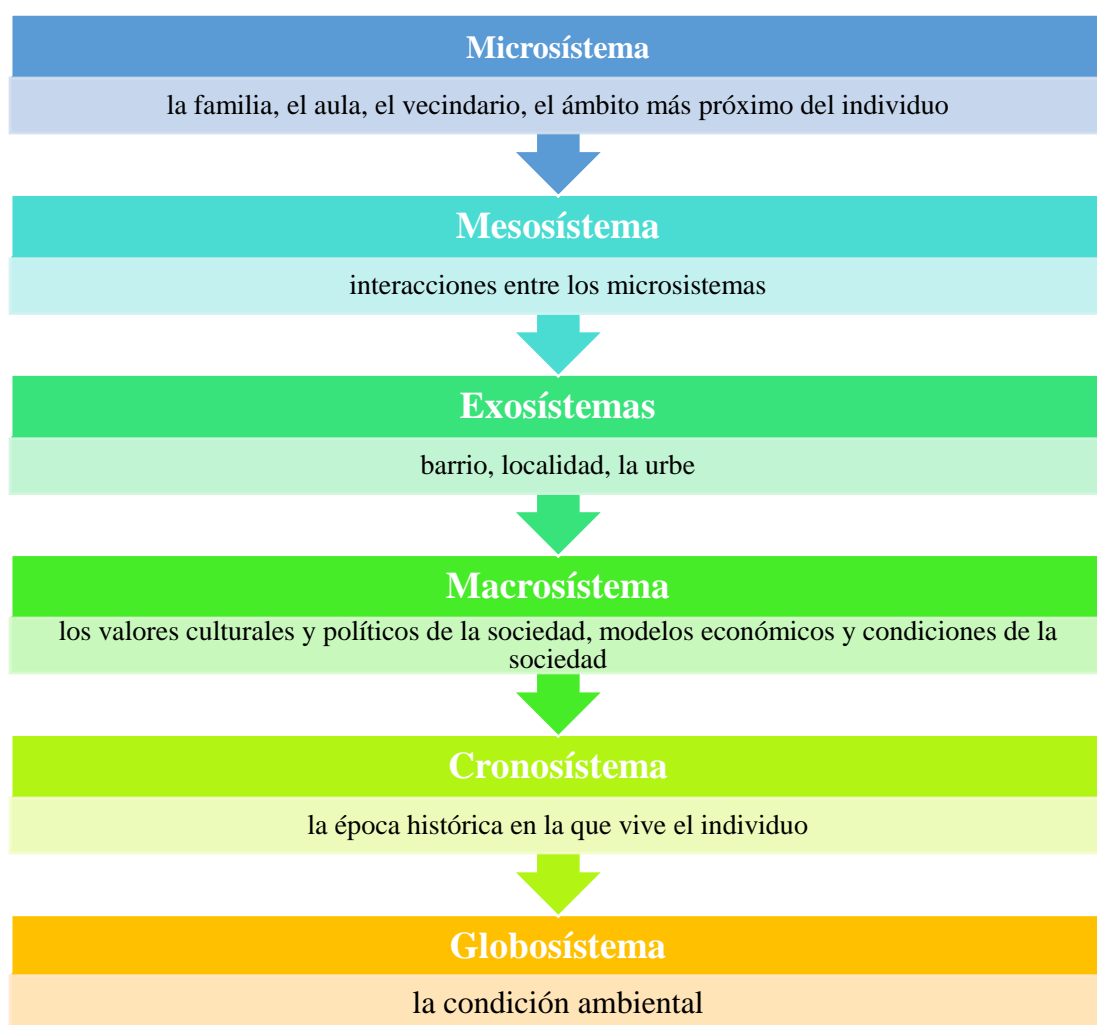 Microsístema
la familia, el aula, el vecindario, el ámbito más próximo del individuo
Mesosístema
interacciones entre los microsistemas
Exosístemas
barrio, localidad, la urbe
Macrosístema
los valores culturales y políticos de la sociedad, modelos económicos y condiciones de la
sociedad
Cronosístema
la época histórica en la que vive el individuo
Globosístema
la condición ambiental